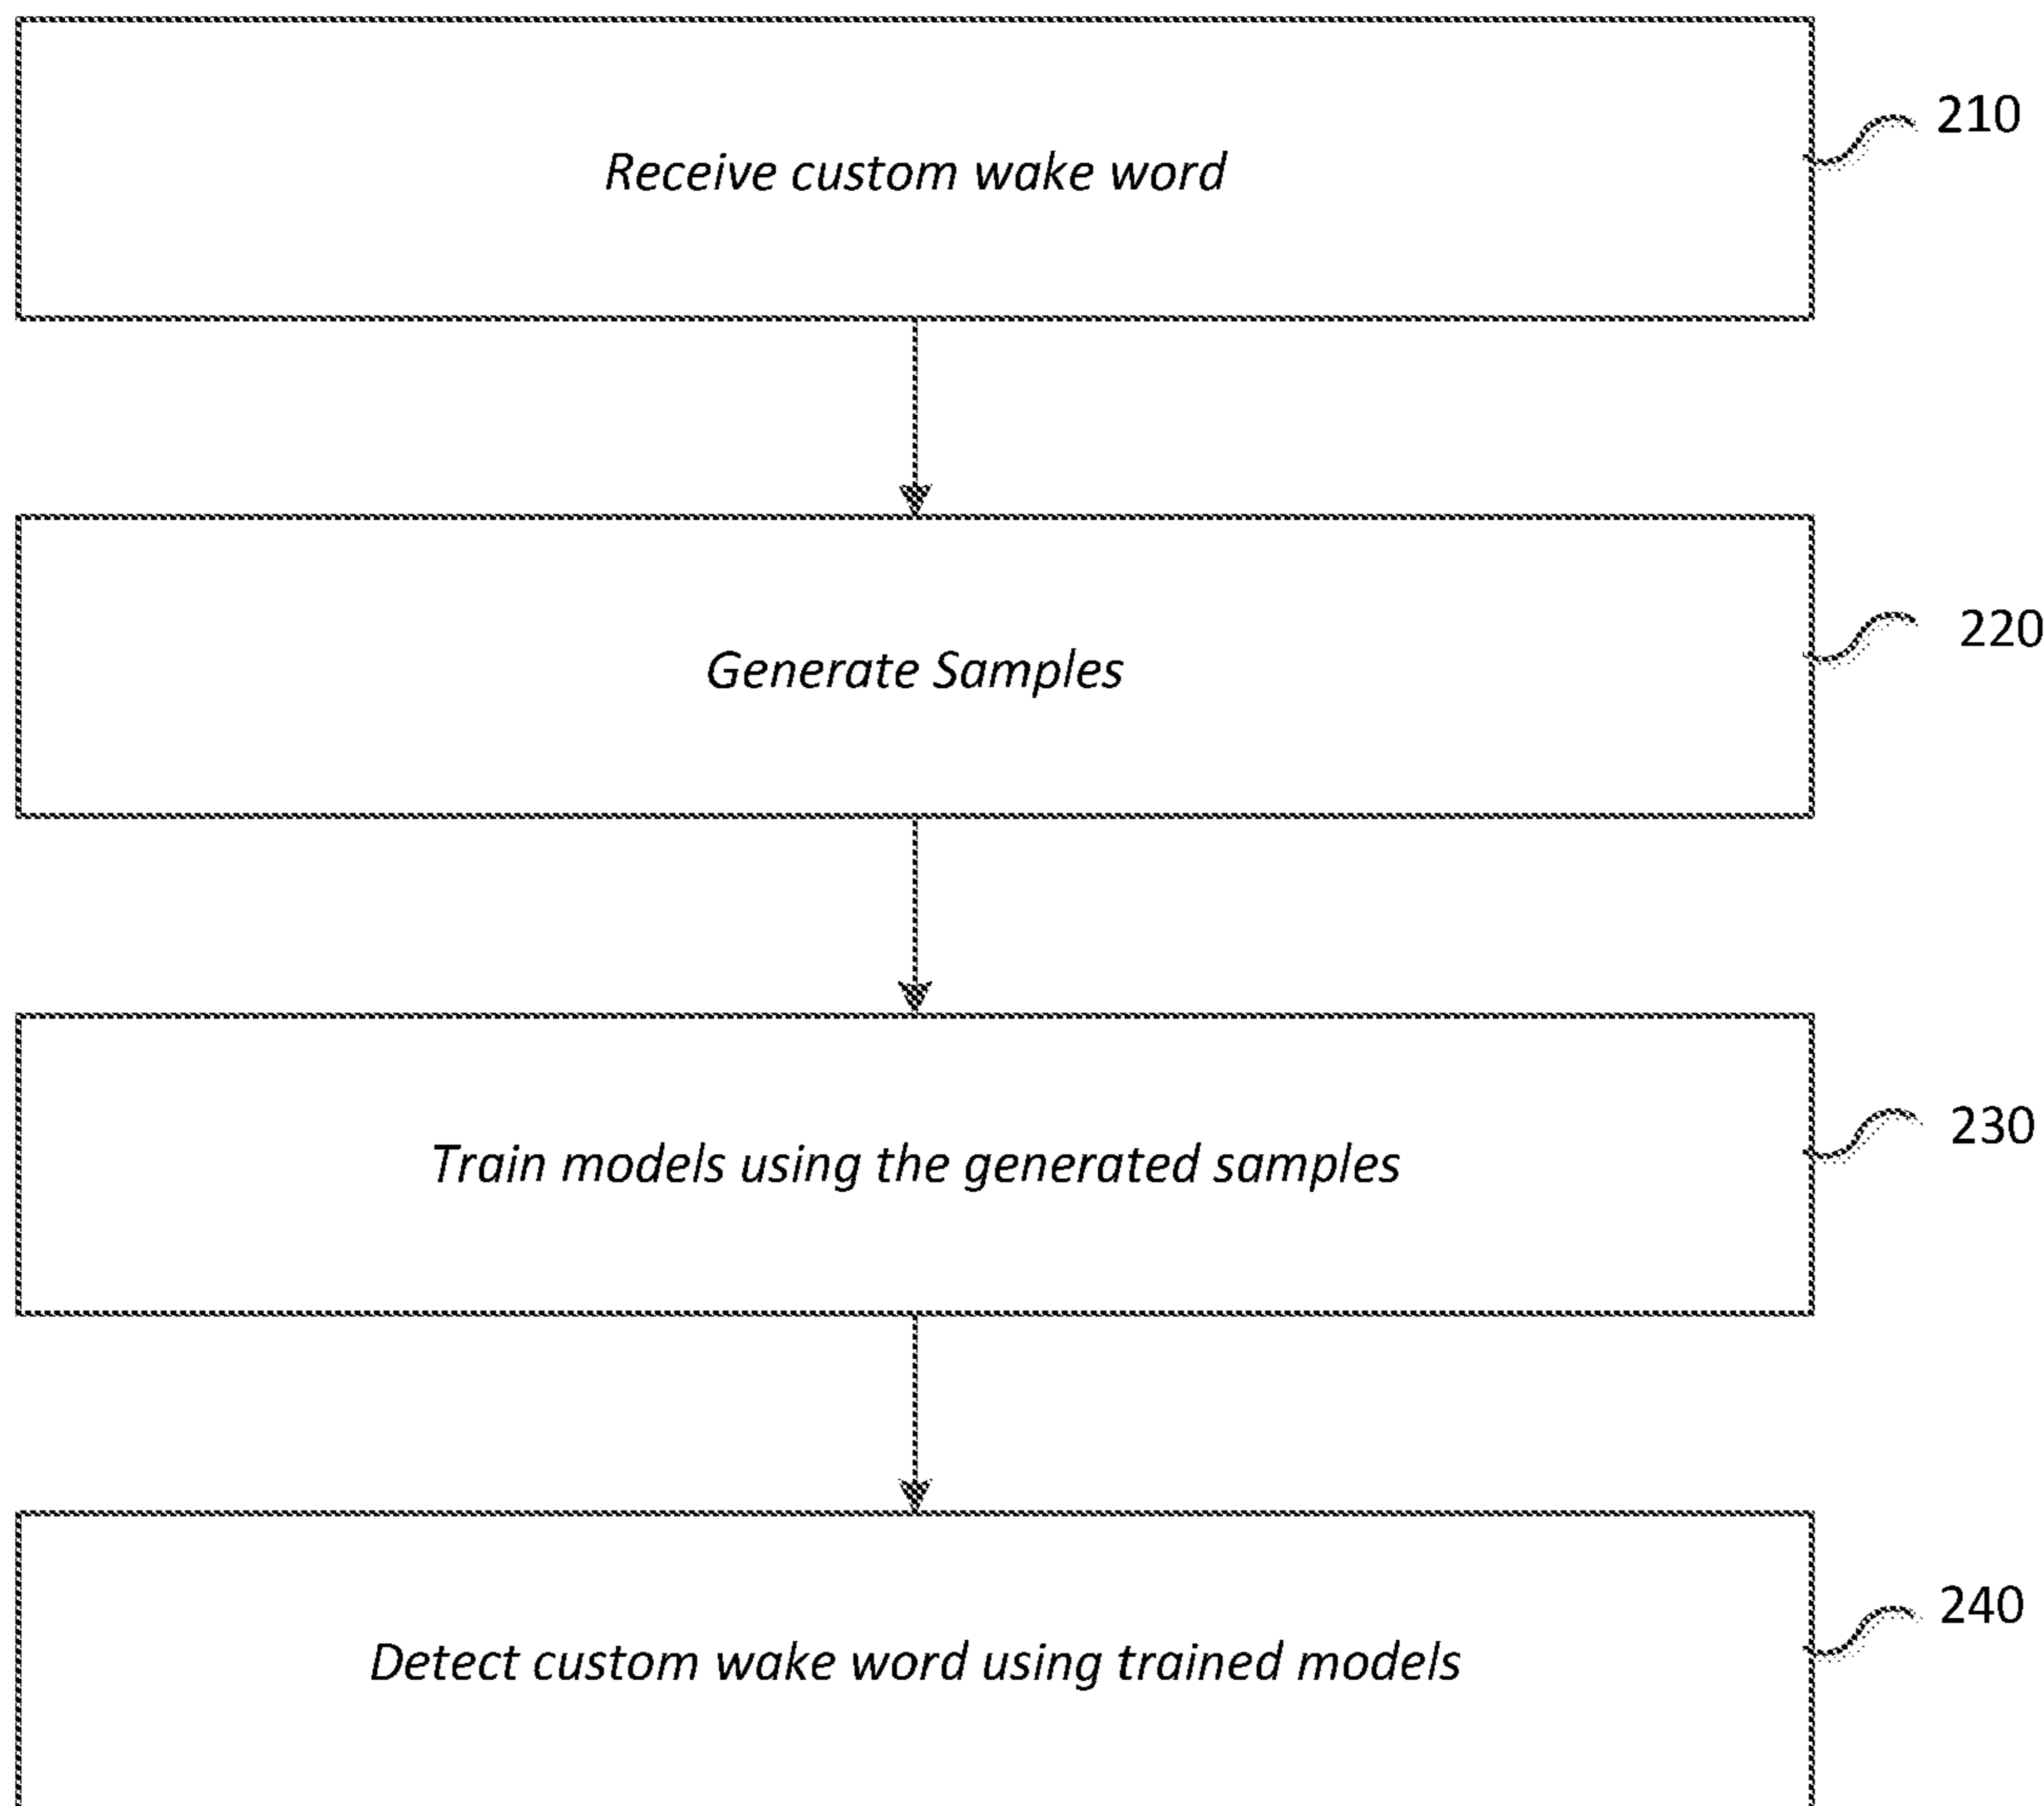 Receive custom wake word
210
Generate Samples
220
Train models using the generated samples
230
Detect custom wake word using trained models
240